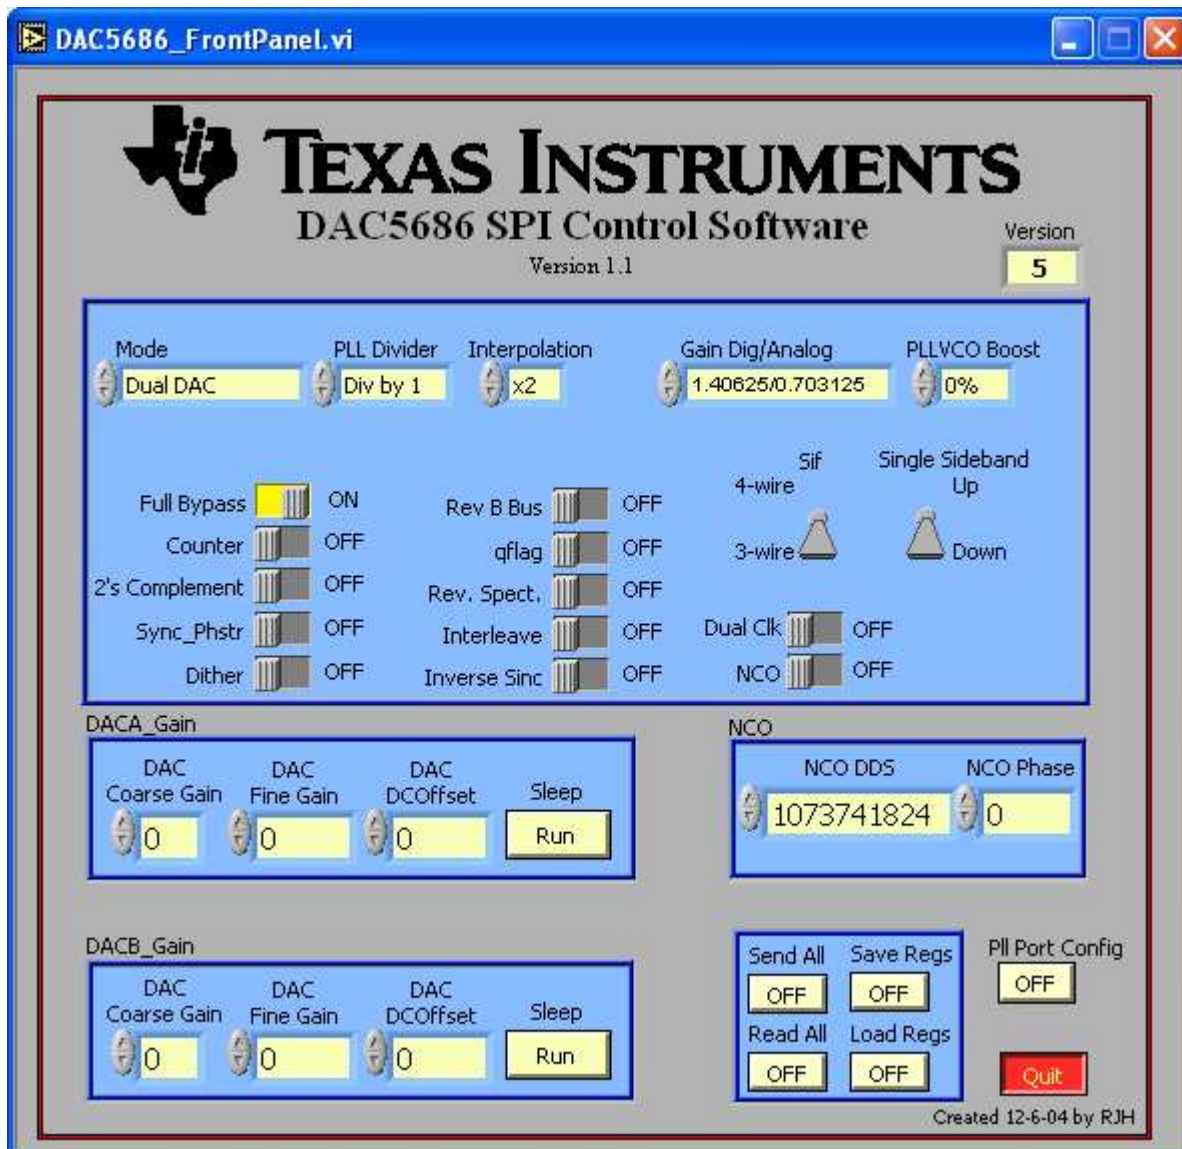 DAC5686_FrontPanel.vi
TEXAS INSTRUMENTS
DAC5686 SPI Control Software
Version 1.1
Version
5
Mode PLL Divider Interpolation Gain Dig/Analog PLLVCO Boost
Dual DAC Div by 1 x2 1.40625/0.703125 0%
Sif Single Sideband
4-wire Up
3-wire Down
Full Bypass ON Rev B Bus OFF
Counter OFF qflag OFF
2's Complement OFF Rev. Spect. OFF
Sync_Phstr OFF Interleave OFF Dual Clk OFF
Dither OFF Inverse Sinc OFF NCO OFF
DACA_Gain
DAC DAC DAC
Coarse Gain Fine Gain DCOffset Sleep
0 0 0 Run
NCO
NCO DDS NCO Phase
1073741824 0
DACB_Gain
DAC DAC DAC
Coarse Gain Fine Gain DCOffset Sleep
0 0 0 Run
Send All Save Regs
OFF OFF
Read All Load Regs
OFF OFF
Pll Port Config
OFF
Quit
Created 12-6-04 by RJH